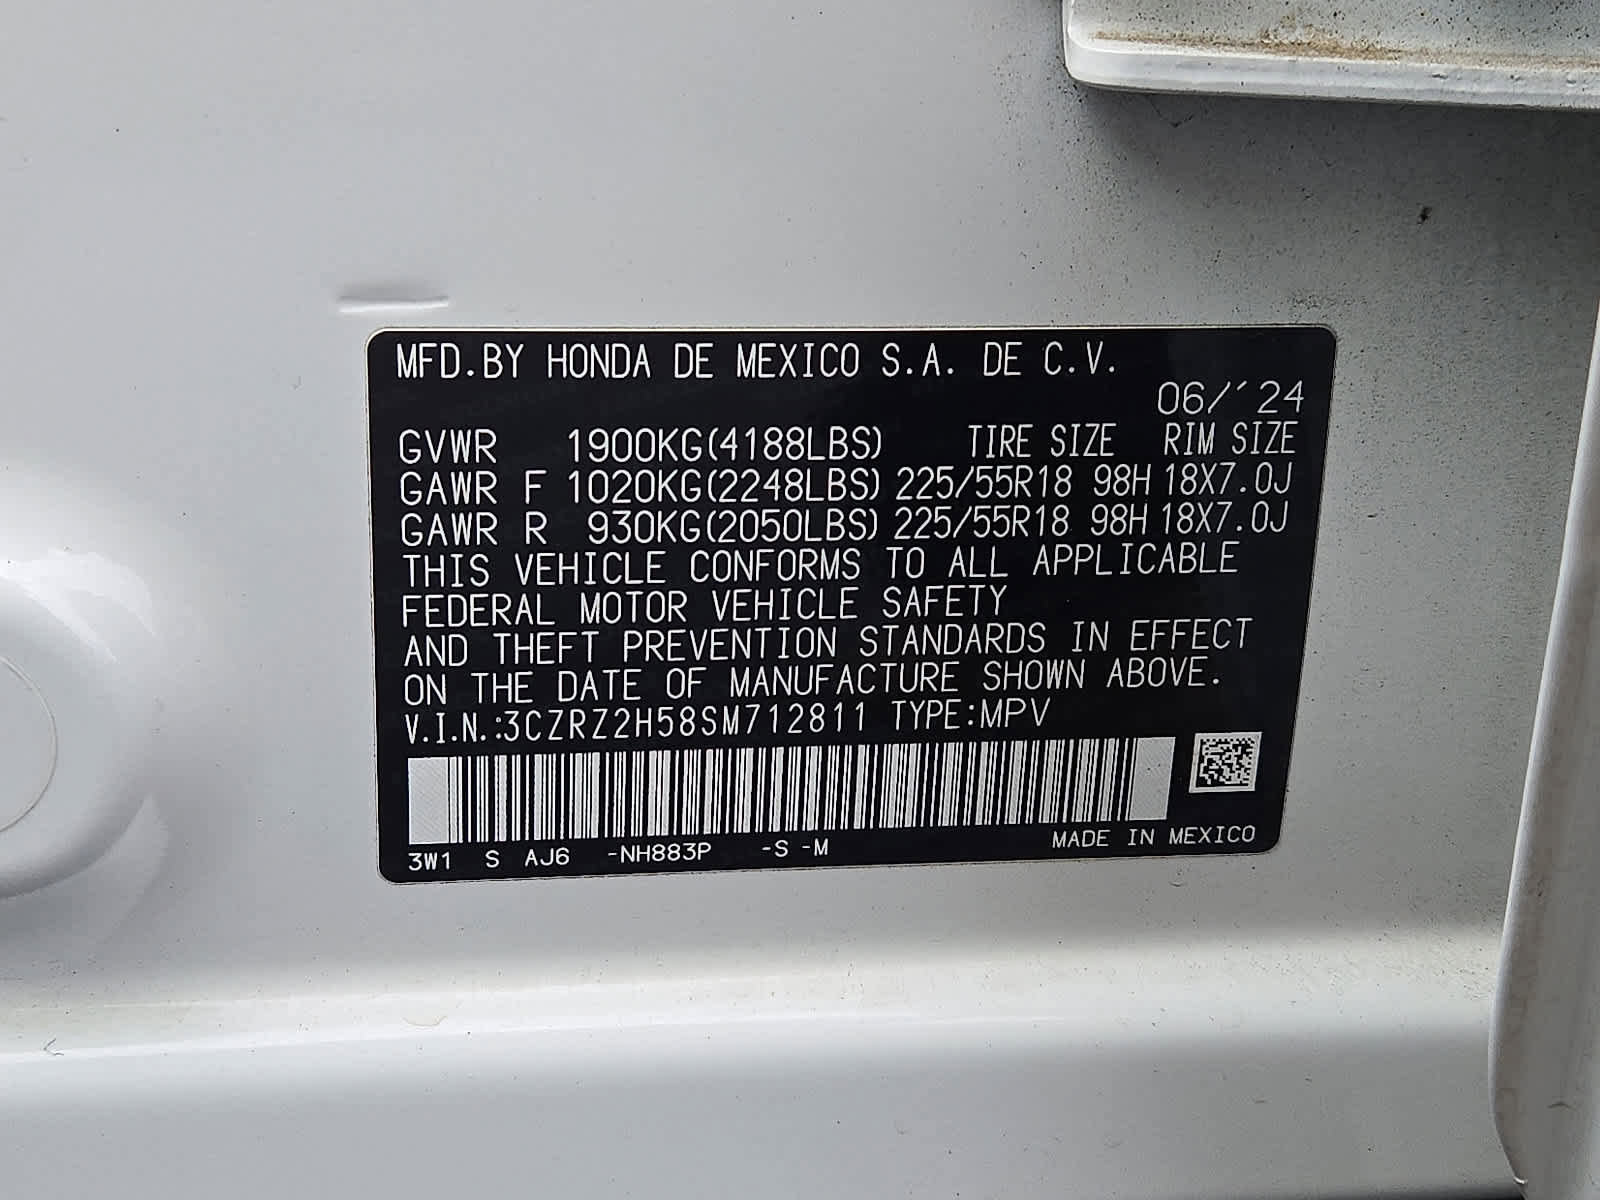 MFD.BY HONDA DE MEXICO S.A. DE C.V.
06/´24
GVWR 1900KG(4188LBS) TIRE SIZE RIM SIZE
GAWR F 1020KG(2248LBS) 225/55R18 98H 18X7.0J
GAWR R 930KG(2050LBS) 225/55R18 98H 18X7.0J
THIS VEHICLE CONFORMS TO ALL APPLICABLE
FEDERAL MOTOR VEHICLE SAFETY
AND THEFT PREVENTION STANDARDS IN EFFECT
ON THE DATE OF MANUFACTURE SHOWN ABOVE.
V.I.N.:3CZRZ2H58SM712811 TYPE:MPV
3W1 S AJ6 -NH883P -S -M MADE IN MEXICO